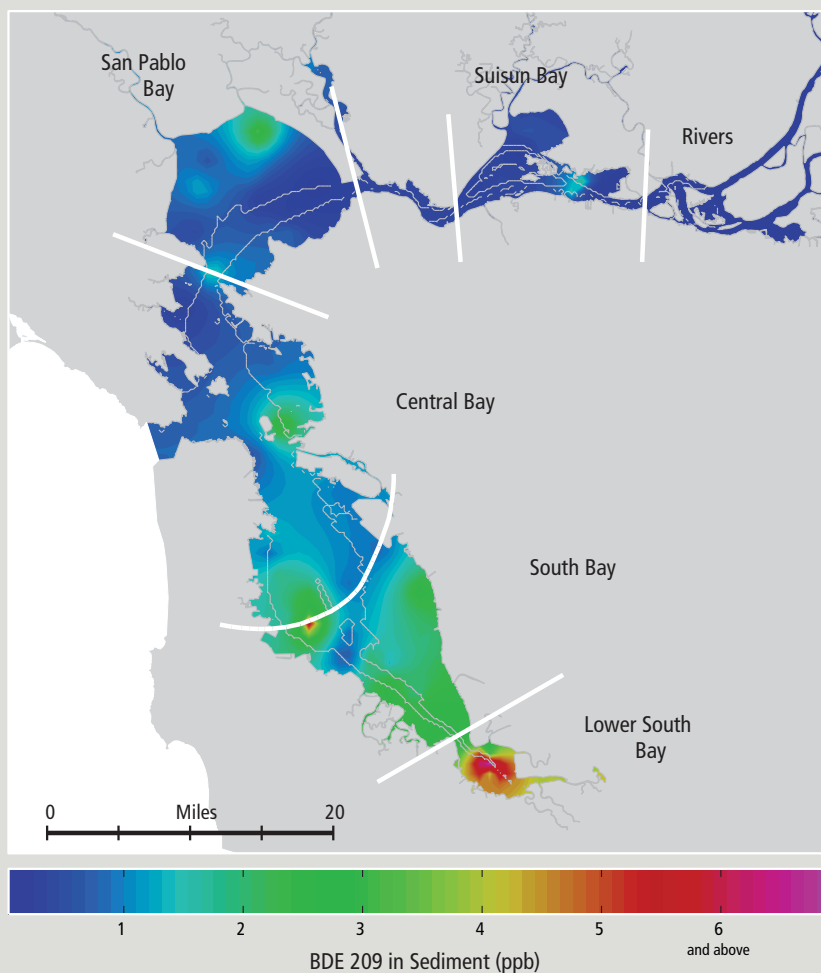 San Pablo
Bay
Suisun Bay
Rivers
Central Bay
South Bay
Lower South
Bay
0 Miles 20
1 2 3 4 5 6
and above
BDE 209 in Sediment (ppb)